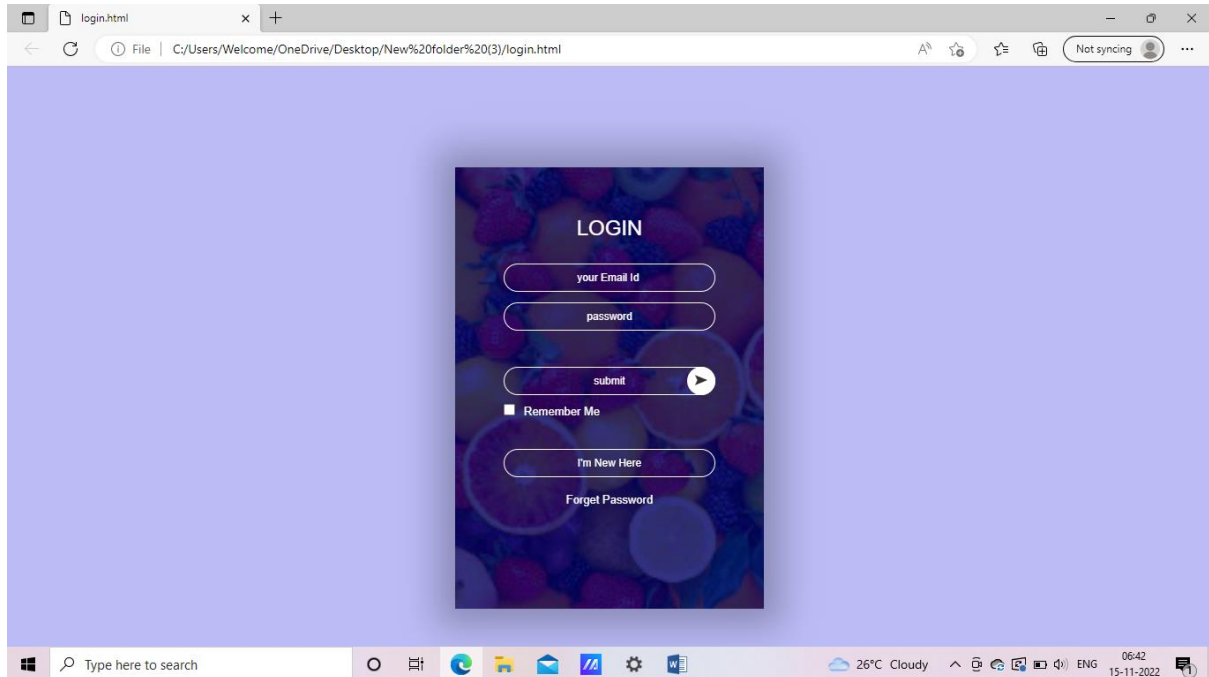 login.html
File | C:/Users/Welcome/OneDrive/Desktop/New%20folder%20(3)/login.html
Not syncing
LOGIN
your Email Id
password
submit
Remember Me
I'm New Here
Forget Password
Type here to search
26°C Cloudy
ENG
06:42
15-11-2022